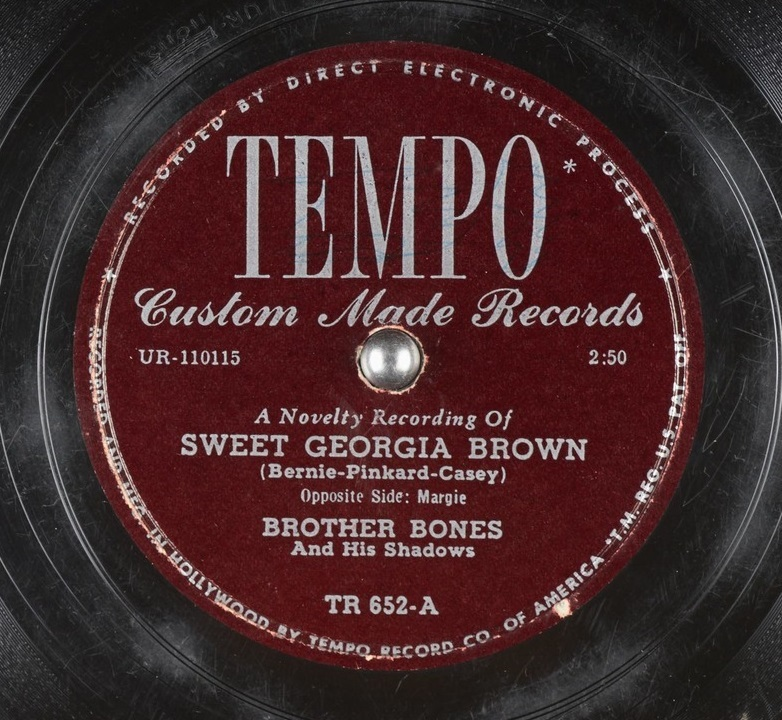 RECORDED BY DIRECT ELECTRONIC PROCESS
TEMPO*
Custom Made Records
UR-110115 2:50
A Novelty Recording Of
SWEET GEORGIA BROWN
(Bernie-Pinkard-Casey)
Opposite Side: Margie
BROTHER BONES
And His Shadows
TR 652-A
RECORDED AND MFG. IN HOLLYWOOD BY TEMPO RECORD CO. OF AMERICA - T.M. REG. U.S. PAT. Off.